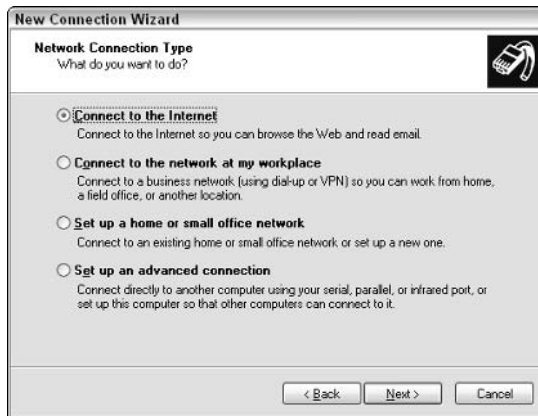 New Connection Wizard
Network Connection Type
What do you want to do?
Connect to the Internet
Connect to the Internet so you can browse the Web and read email.
Connect to the network at my workplace
Connect to a business network (using dial-up or VPN) so you can work from home,
a field office, or another location.
Set up a home or small office network
Connect to an existing home or small office network or set up a new one.
Set up an advanced connection
Connect directly to another computer using your serial, parallel, or infrared port, or
set up this computer so that other computers can connect to it.
< Back
Next >
Cancel